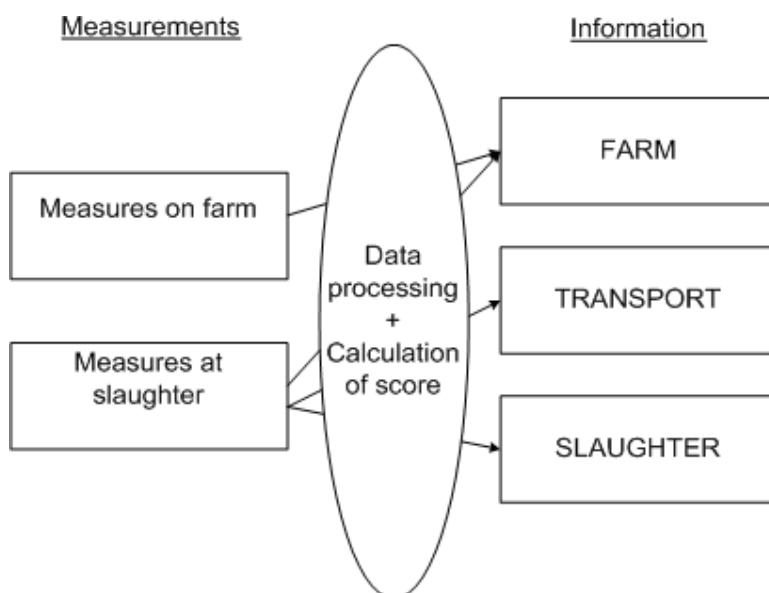 Measurements
Information
Measures on farm
Measures at
slaughter
Data
processing
+
Calculation
of score
FARM
TRANSPORT
SLAUGHTER